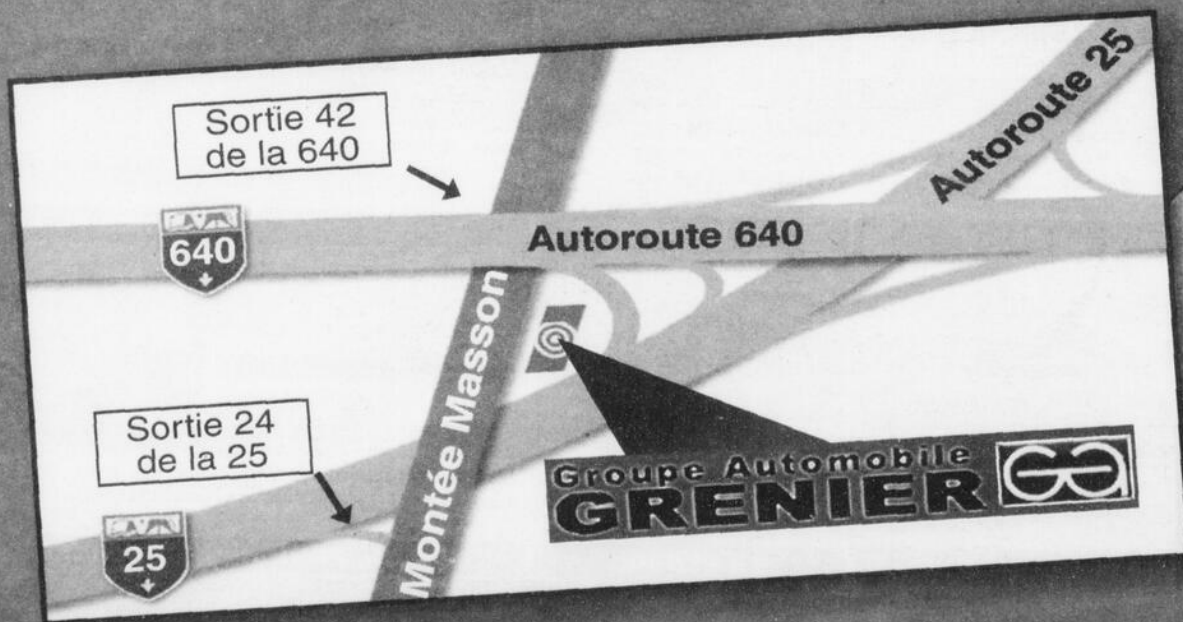 Autoroute 25
Sortie 42
de la 640
640
Autoroute 640
Montée Masson
Sortie 24
de la 25
25
Groupe Automobile
GRENIER
ga